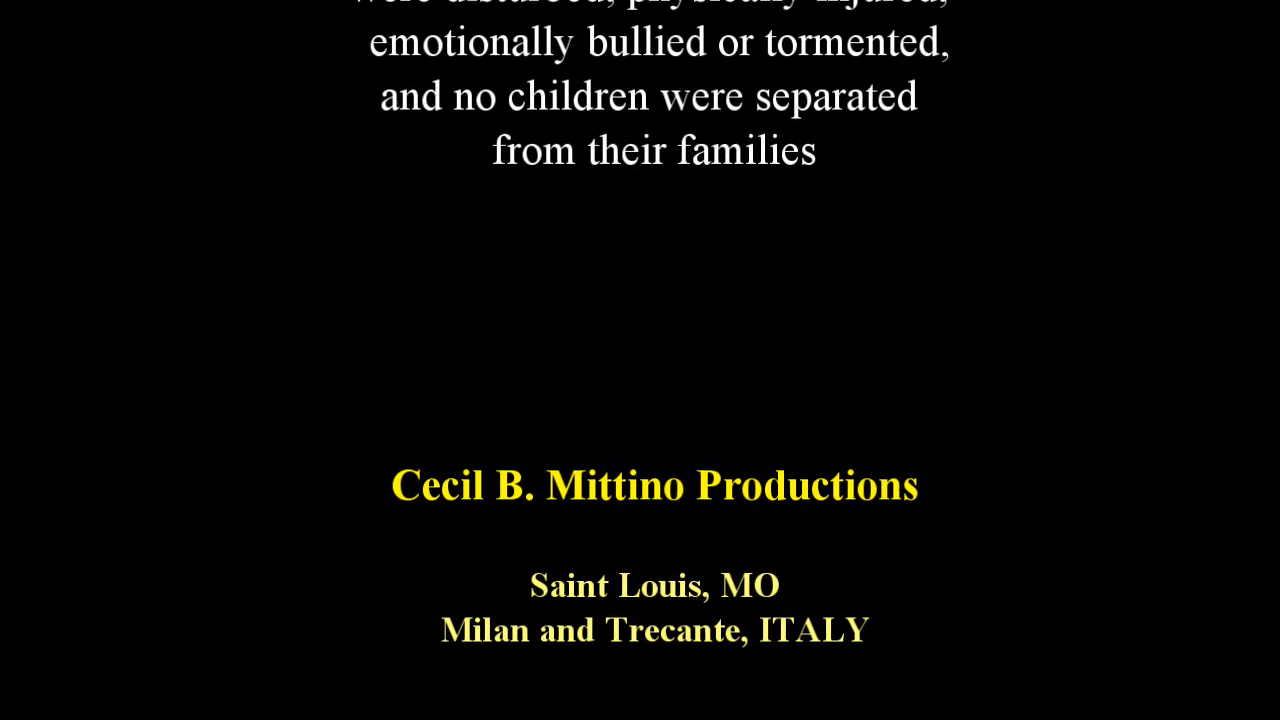 were disturbed, physically injured,
emotionally bullied or tormented,
and no children were separated
from their families
Cecil B. Mittino Productions
Saint Louis, MO
Milan and Trecante, ITALY